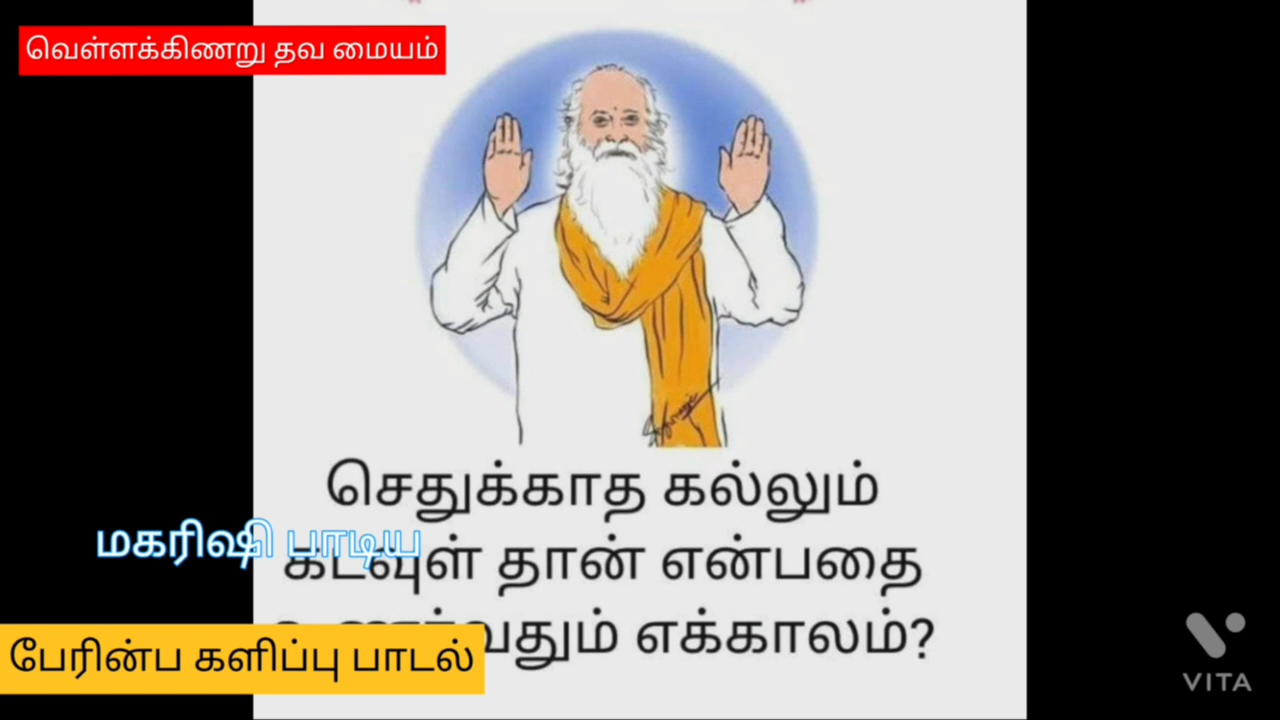 வெள்ளக்கிணறு தவ மையம்
செதுக்காத கல்லும்
மகரிஷி பாடிய
கடவுள் தான் என்பதை
எக்காலம்?
பேரின்ப களிப்பு பாடல்
VITA